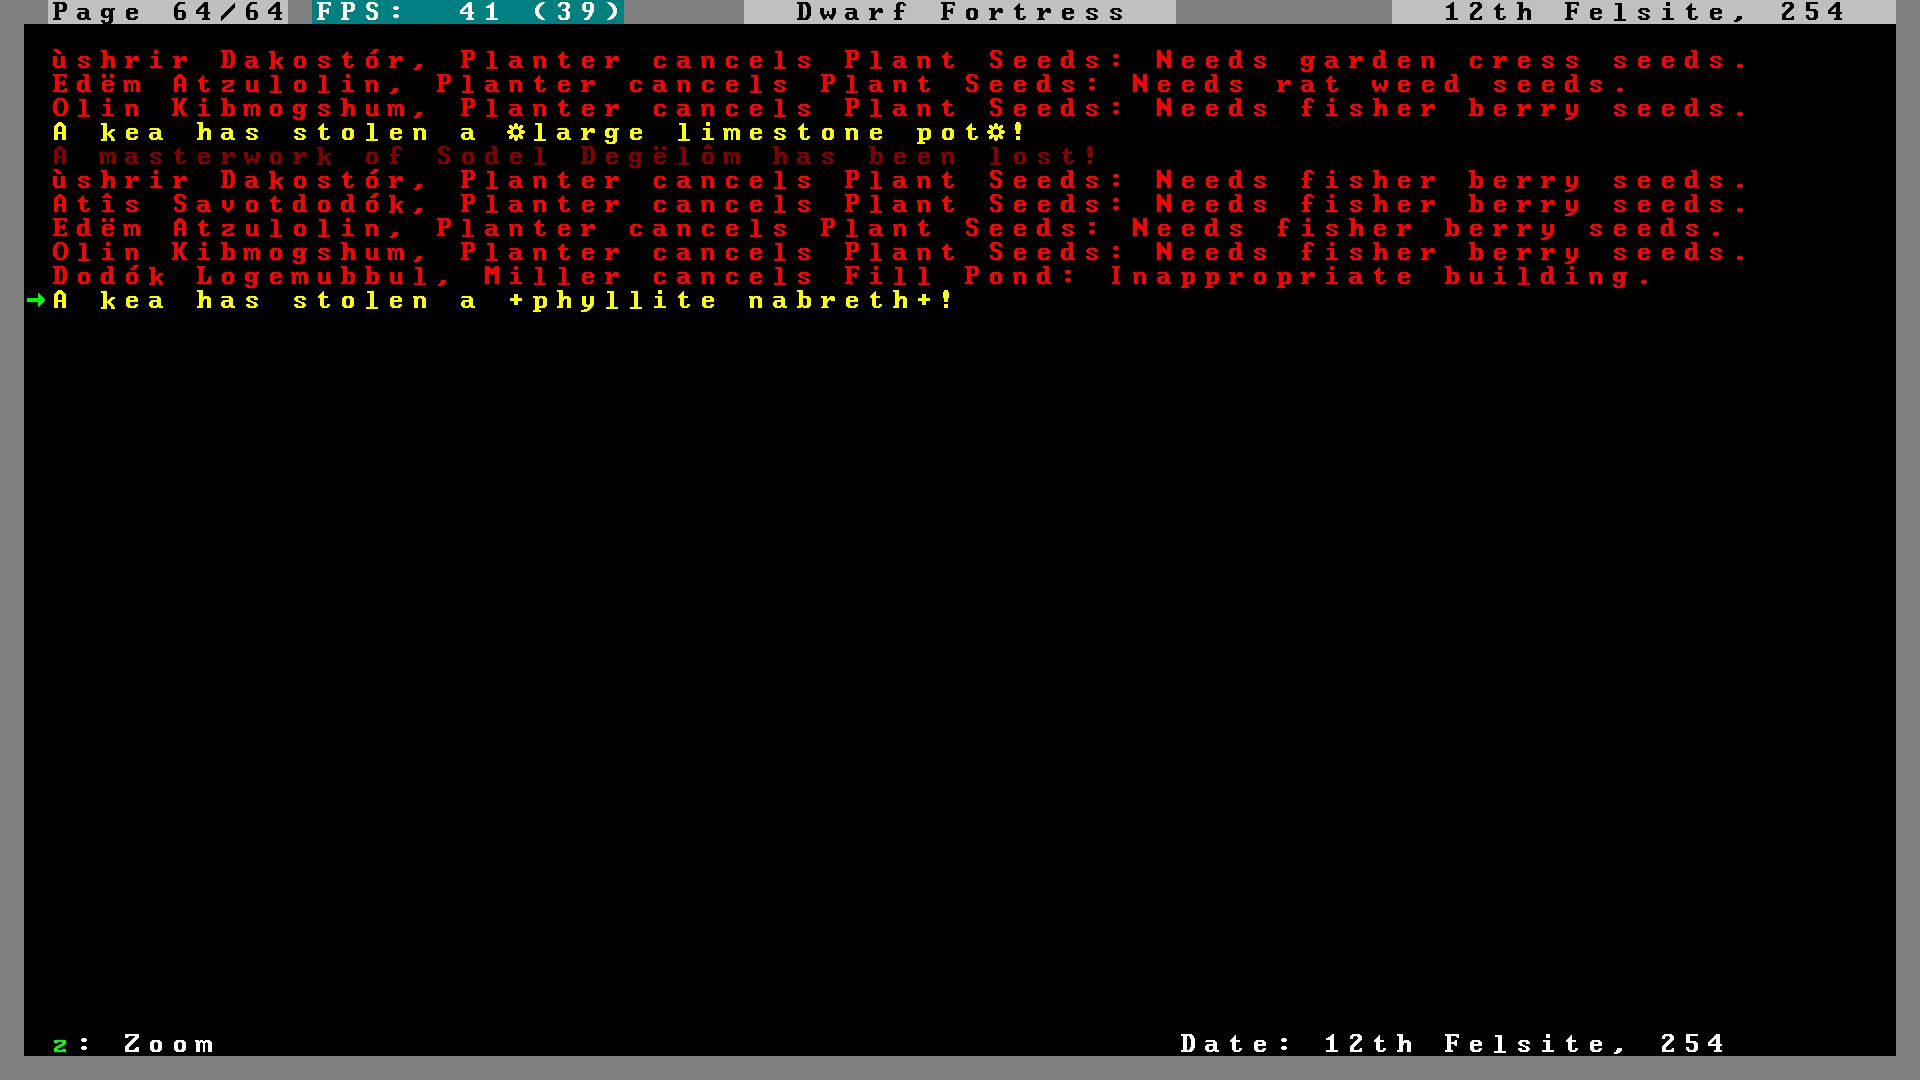 Page 64/64 FPS: 41 (39) Dwarf Fortress 12th Felsite, 254
ùshrir Dakostór, Planter cancels Plant Seeds: Needs garden cress seeds.
Edëm Atzulolin, Planter cancels Plant Seeds: Needs rat weed seeds.
Olin Kibmogshum, Planter cancels Plant Seeds: Needs fisher berry seeds.
A kea has stolen a ☼large limestone pot☼!
A masterwork of Sodel Degëlôm has been lost!
ùshrir Dakostór, Planter cancels Plant Seeds: Needs fisher berry seeds.
Atîs Savotdodók, Planter cancels Plant Seeds: Needs fisher berry seeds.
Edëm Atzulolin, Planter cancels Plant Seeds: Needs fisher berry seeds.
Olin Kibmogshum, Planter cancels Plant Seeds: Needs fisher berry seeds.
Dodók Logemubbul, Miller cancels Fill Pond: Inappropriate building.
→A kea has stolen a +phyllite nabreth+!
z: Zoom Date: 12th Felsite, 254